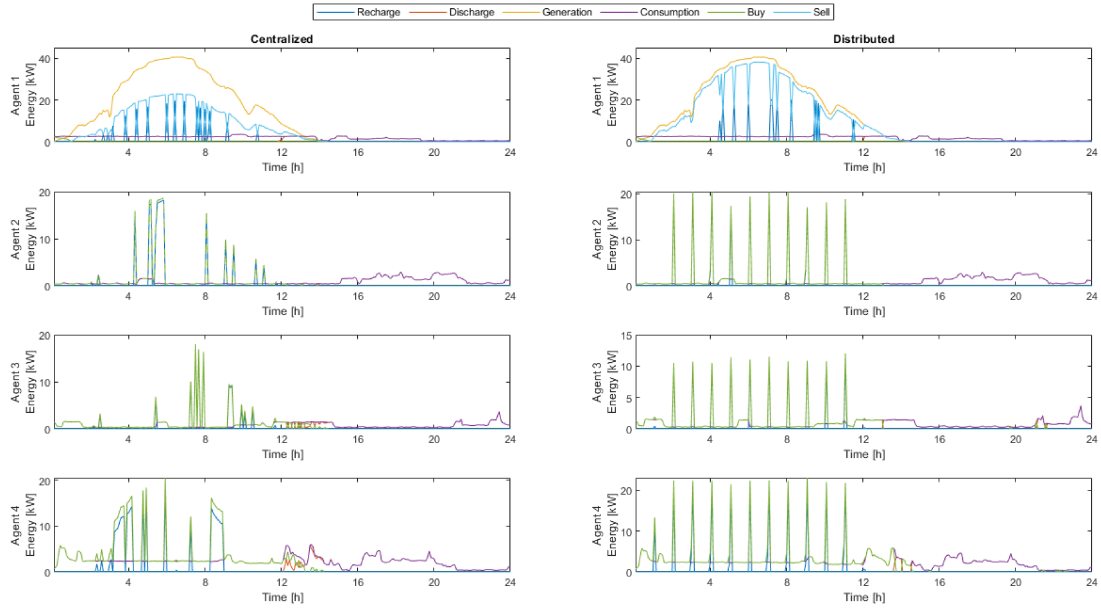 Recharge Discharge Generation Consumption Buy Sell
Centralized
Agent 1
Energy [kW]
40
20
0
4 8 12 16 20 24
Time [h]
Distributed
Agent 1
Energy [kW]
40
20
0
4 8 12 16 20 24
Time [h]
Agent 2
Energy [kW]
20
10
0
4 8 12 16 20 24
Time [h]
Agent 2
Energy [kW]
20
10
0
4 8 12 16 20 24
Time [h]
Agent 3
Energy [kW]
20
10
0
4 8 12 16 20 24
Time [h]
Agent 3
Energy [kW]
15
10
5
0
4 8 12 16 20 24
Time [h]
Agent 4
Energy [kW]
20
10
0
4 8 12 16 20 24
Time [h]
Agent 4
Energy [kW]
20
10
0
4 8 12 16 20 24
Time [h]